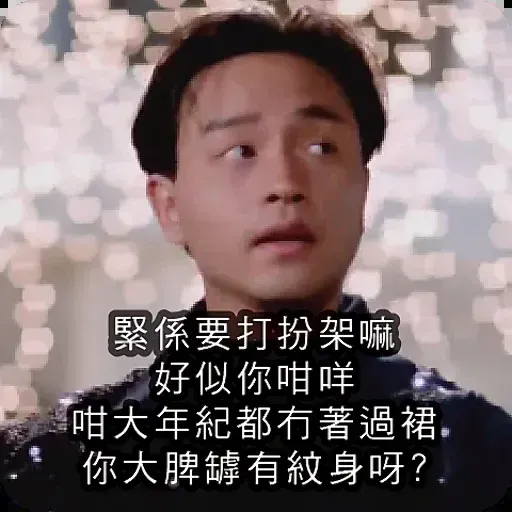 緊係要打扮架嘛
好似你咁咩
咁大年紀都冇著過裙
你大脾罅有紋身呀?